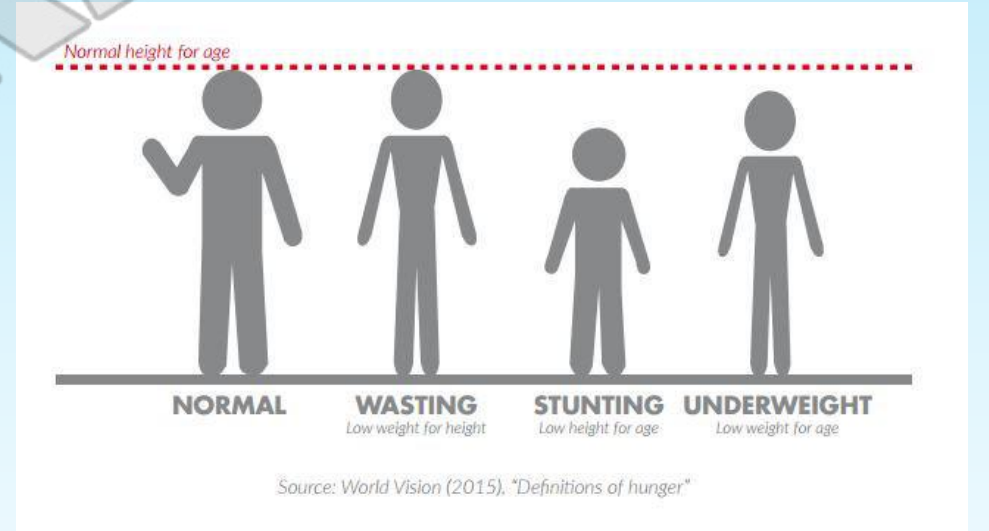 Normal height for age
NORMAL WASTING STUNTING UNDERWEIGHT
Low weight for height Low height for age Low weight for age
Source: World Vision (2015), "Definitions of hunger"